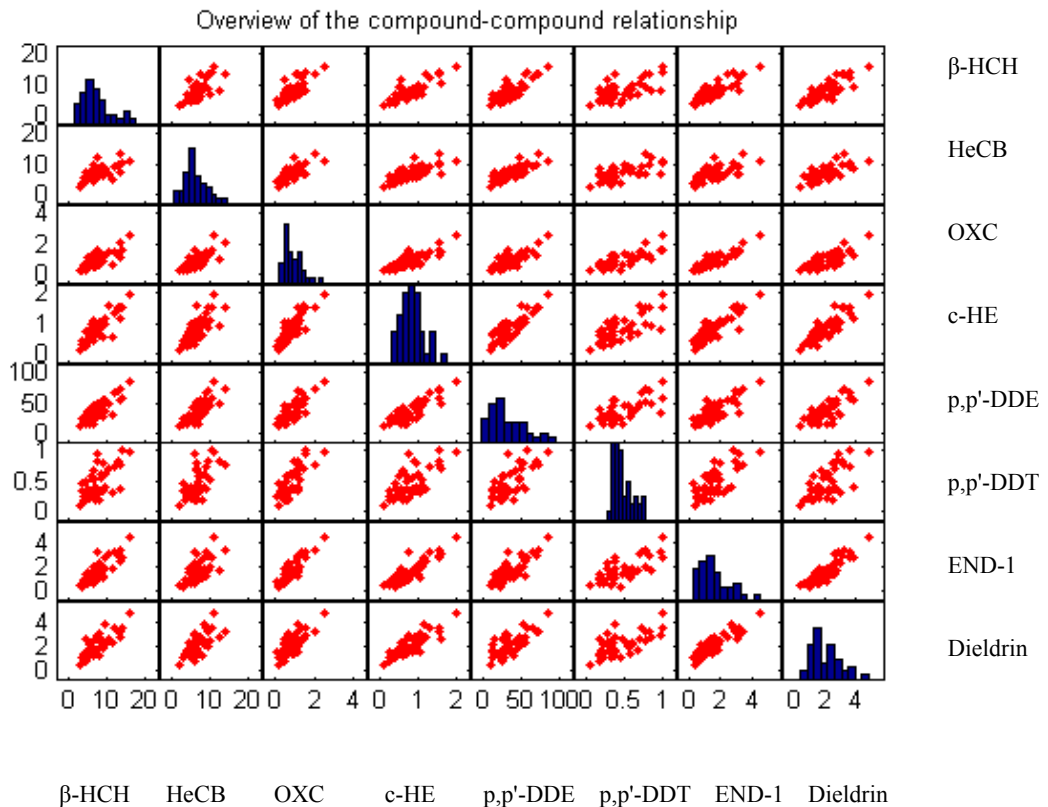 Overview of the compound-compound relationship
20
10
0
β-HCH
20
10
0
HeCB
4
2
0
OXC
2
1
0
c-HE
100
50
0
p,p'-DDE
1
0.5
0
p,p'-DDT
4
2
0
END-1
4
2
0
Dieldrin
0 10 20 0 10 20 0 2 4 0 1 2 0 50 100 0 0.5 1 0 2 4 0 2 4
β-HCH HeCB OXC c-HE p,p'-DDE p,p'-DDT END-1 Dieldrin